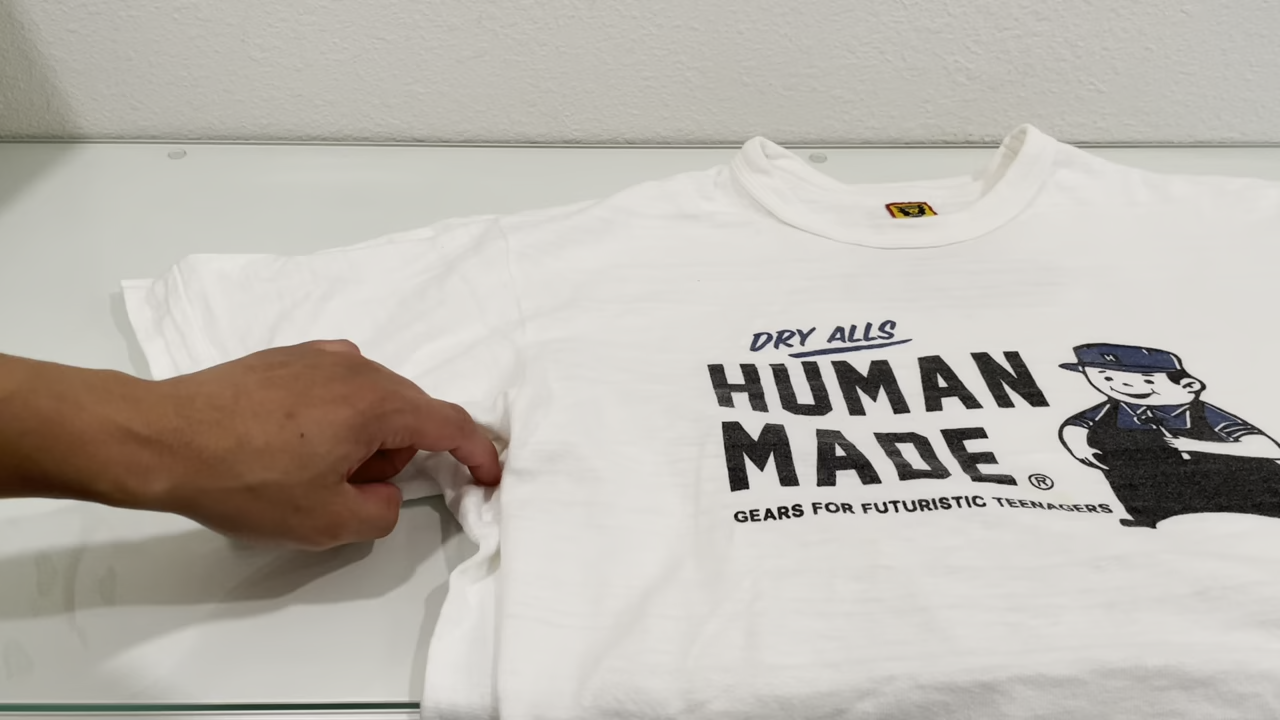 DRY ALLS
HUMAN
MADE®
GEARS FOR FUTURISTIC TEENAGERS
H